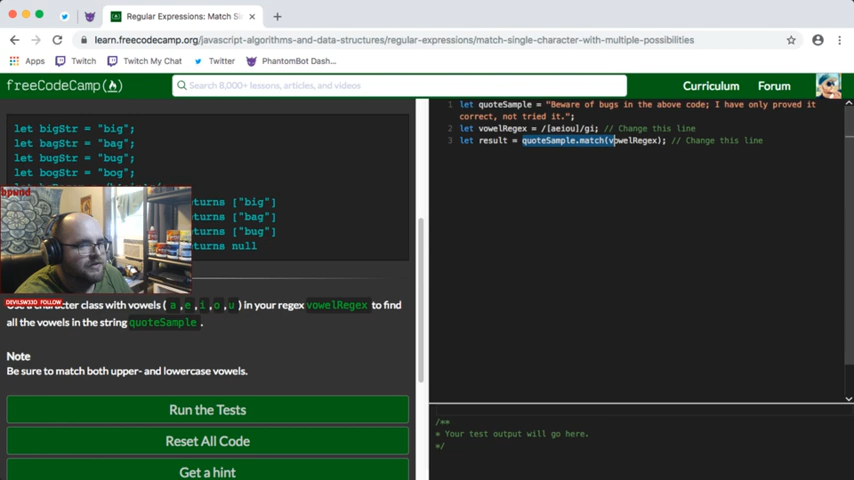 Regular Expressions: Match Si
learn.freecodecamp.org/javascript-algorithms-and-data-structures/regular-expressions/match-single-character-with-multiple-possibilities
Apps Twitch Twitch My Chat Twitter PhantomBot Dash...
freeCodeCamp
Search 8,000+ lessons, articles, and videos
Curriculum Forum
let bigStr = "big";
let bagStr = "bag";
let bugStr = "bug";
let bogStr = "bog";
turns ["big"]
turns ["bag"]
turns ["bug"]
turns null
DEVILSW33D FOLLOW
Use a character class with vowels ( a, e, i, o, u ) in your regex vowelRegex to find
all the vowels in the string quoteSample .
Note
Be sure to match both upper- and lowercase vowels.
Run the Tests
Reset All Code
Get a hint
1 let quoteSample = "Beware of bugs in the above code; I have only proved it
correct, not tried it.";
2 let vowelRegex = /[aeiou]/gi; // Change this line
3 let result = quoteSample.match(vowelRegex); // Change this line
/**
* Your test output will go here.
*/